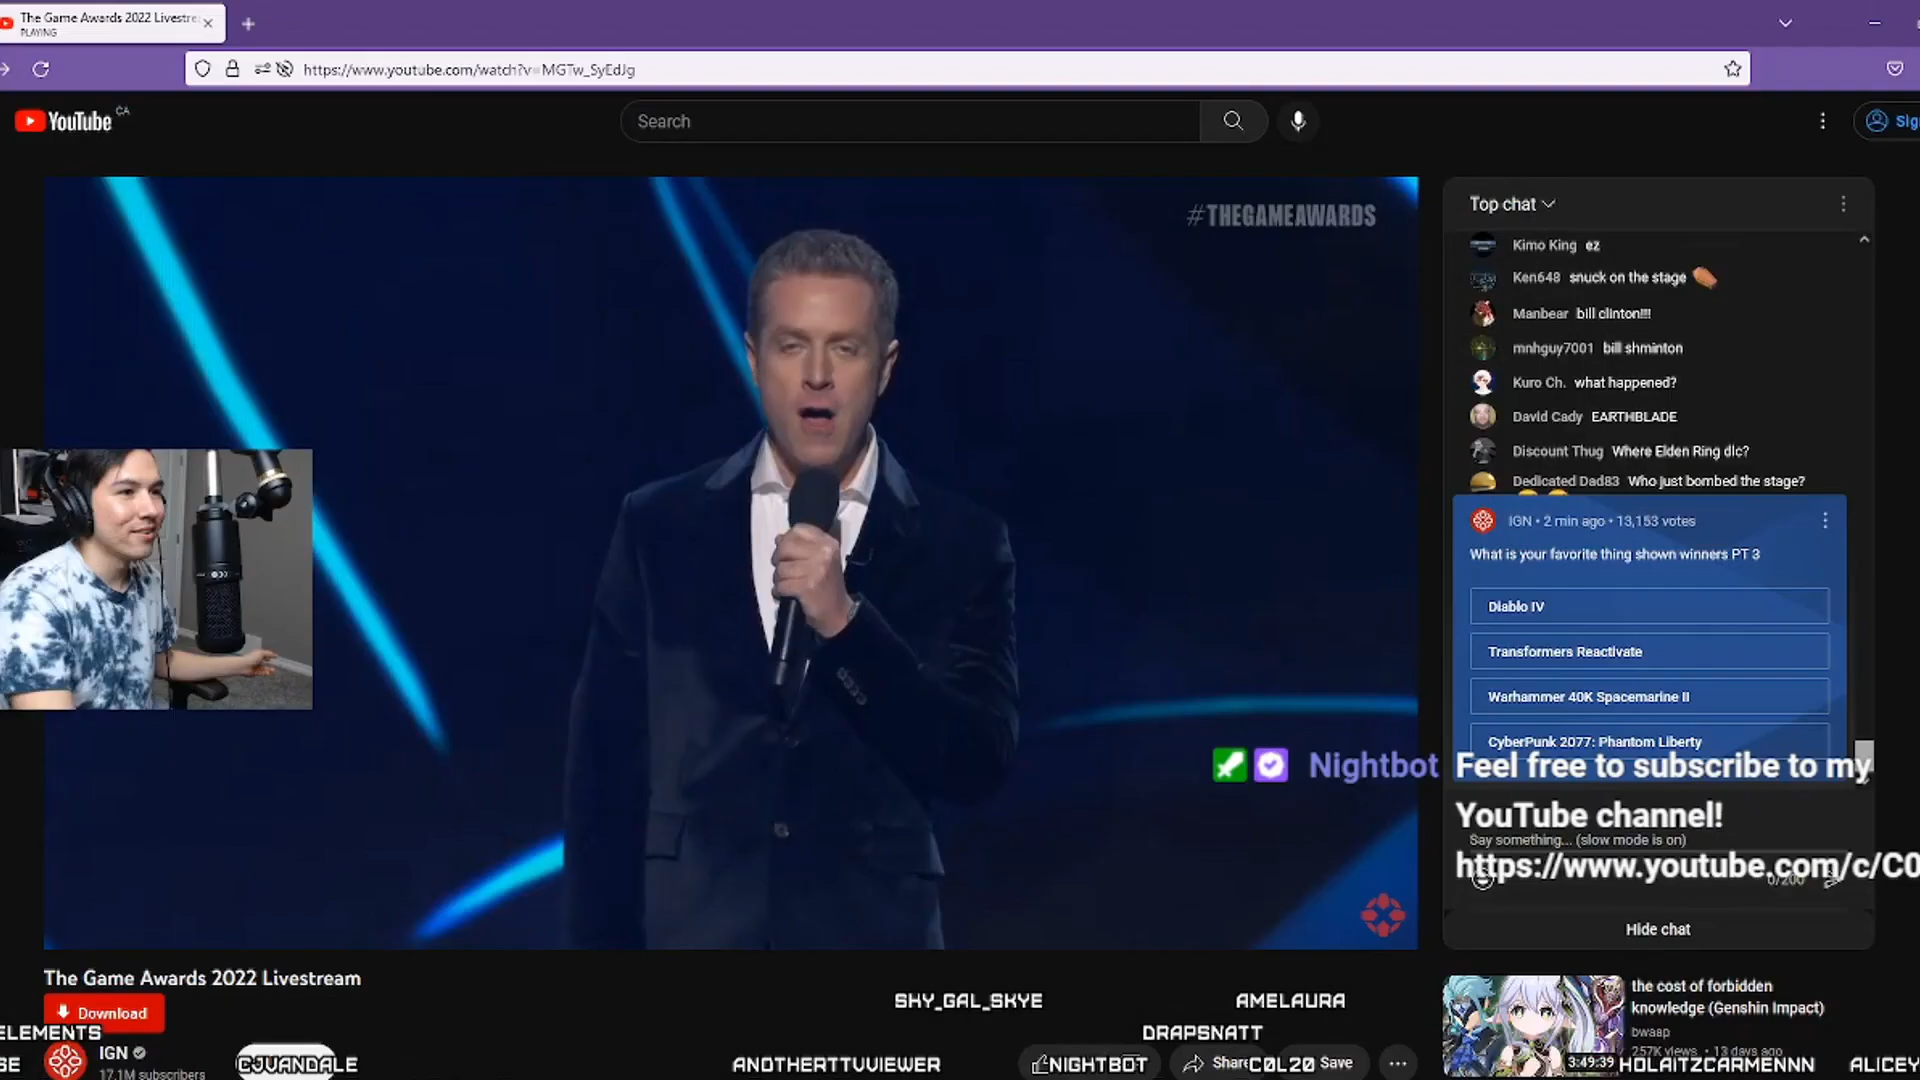 The Game Awards 2022 Livestre
PLAYING
https://www.youtube.com/watch?v=MGTw_SyEdJg
YouTube CA
Search
Sig
#THEGAMEAWARDS
Top chat
Kimo King ez
Ken648 snuck on the stage
Manbear bill clinton!!!
mnhguy7001 bill shminton
Kuro Ch. what happened?
David Cady EARTHBLADE
Discount Thug Where Elden Ring dlc?
Dedicated Dad83 Who just bombed the stage?
IGN • 2 min ago • 13,153 votes
What is your favorite thing shown winners PT 3
Diablo IV
Transformers Reactivate
Warhammer 40K Spacemarine II
CyberPunk 2077: Phantom Liberty
Nightbot Feel free to subscribe to my
YouTube channel!
Say something... (slow mode is on)
https://www.youtube.com/c/C0
0/200
Hide chat
The Game Awards 2022 Livestream
Download
the cost of forbidden
knowledge (Genshin Impact)
bwaap
257K views • 13 days ago
3:49:39
SKY_GAL_SKYE
AMELAURA
DRAPSNATT
ELEMENTS
SE
IGN
17.1M subscribers
CJVANDALE
ANOTHERTTVVIEWER
NIGHTBOT
Share
C0L20
Save
HOLAITZCARMENNN
ALICEY